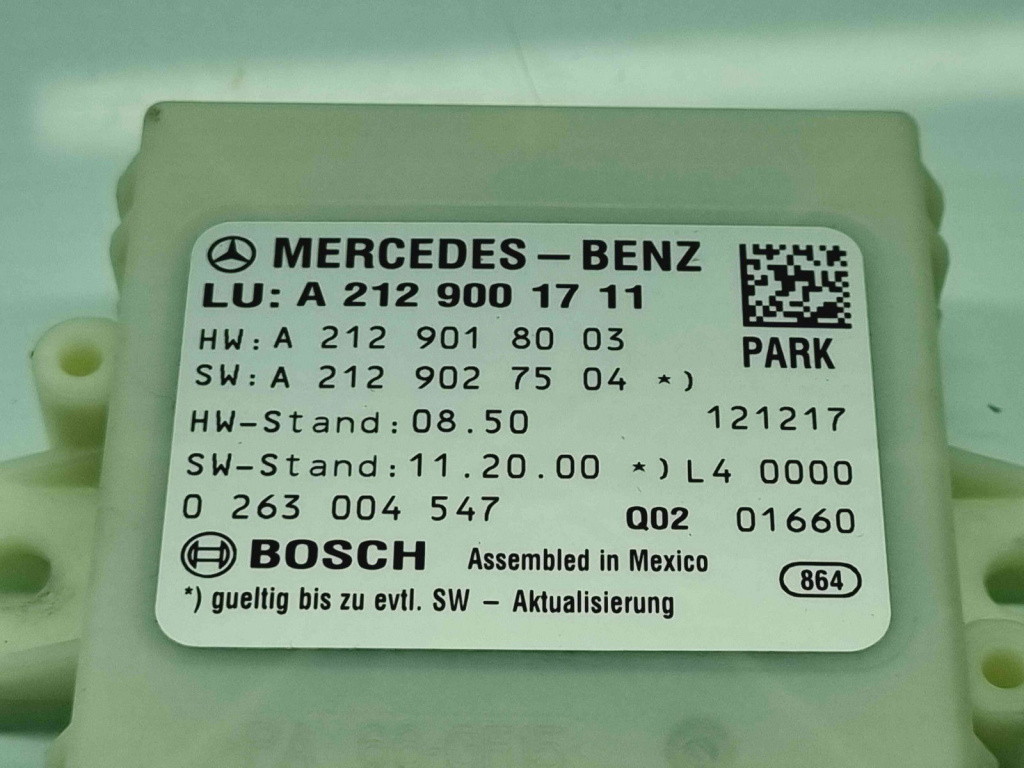 MERCEDES-BENZ
LU: A 212 900 17 11
HW: A 212 901 80 03
SW: A 212 902 75 04 *)
PARK
HW-Stand: 08.50 121217
SW-Stand: 11.20.00 *) L4 0000
0 263 004 547 Q02 01660
BOSCH Assembled in Mexico 864
*) gueltig bis zu evtl. SW - Aktualisierung